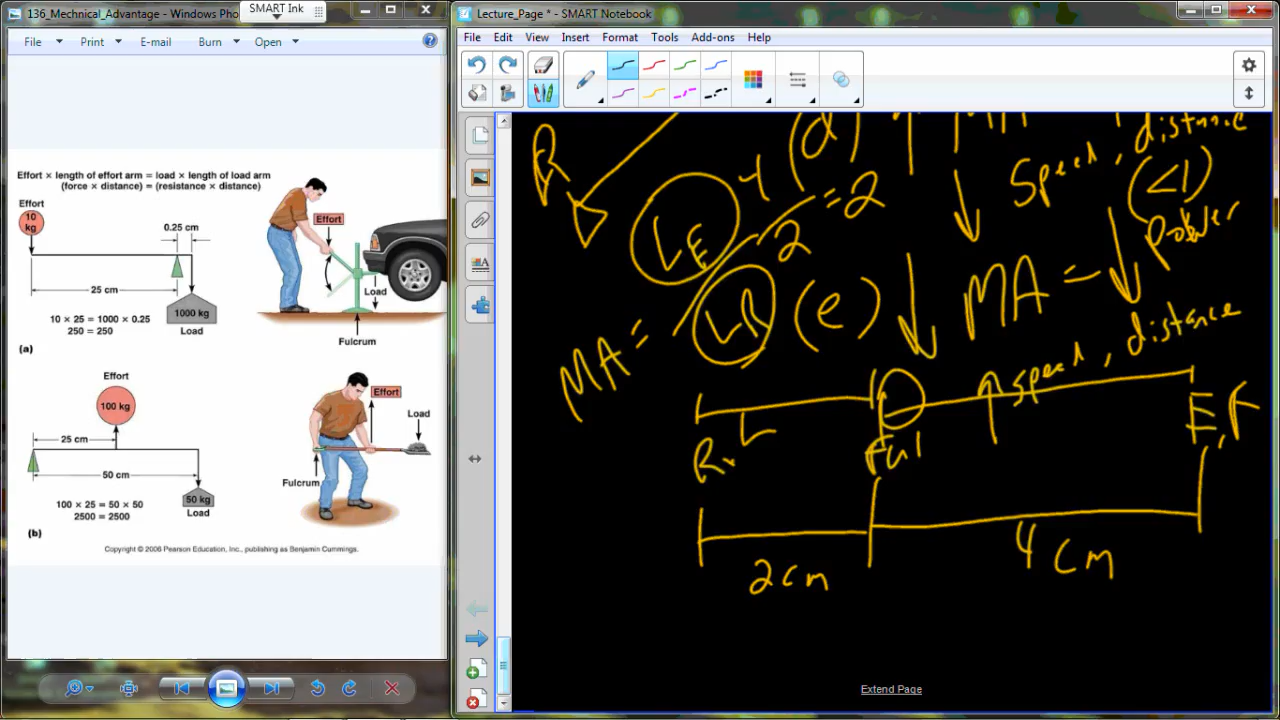 136_Mechnical_Advantage - Windows Pho
SMART Ink
File Print E-mail Burn Open
Effort × length of effort arm = load × length of load arm
(force × distance) = (resistance × distance)
Effort
10
kg
0.25 cm
25 cm
10 × 25 = 1000 × 0.25
250 = 250
1000 kg
Load
(a)
Effort
Load
Fulcrum
Effort
100 kg
25 cm
50 cm
100 × 25 = 50 × 50
2500 = 2500
50 kg
Load
(b)
Effort
Load
Fulcrum
Copyright © 2006 Pearson Education, Inc., publishing as Benjamin Cummings.
Lecture_Page * - SMART Notebook
File Edit View Insert Format Tools Add-ons Help
R
(d)
MA
Speed, distance
(<1)
Power
LE
4
2
=2
MA =
LR
(e)
MA =
speed, distance
R, L
Ful
E, F
2cm
4cm
Extend Page